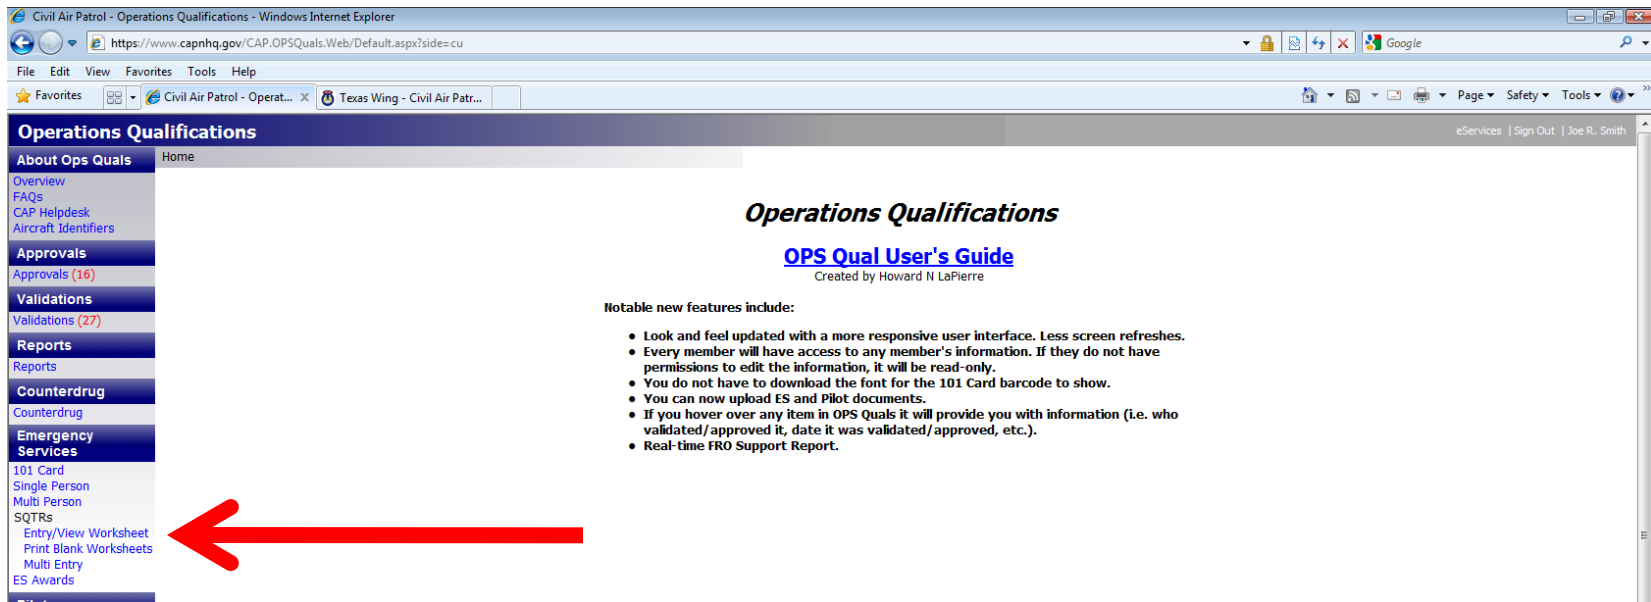 Civil Air Patrol - Operations Qualifications - Windows Internet Explorer
https://www.capnhq.gov/CAP.OPSQuals.Web/Default.aspx?side=cu
Google
File Edit View Favorites Tools Help
Favorites
Civil Air Patrol - Operat...
Texas Wing - Civil Air Patr...
Page
Safety
Tools
Operations Qualifications
eServices | Sign Out | Joe R. Smith
About Ops Quals
Home
Overview
FAQs
CAP Helpdesk
Aircraft Identifiers
Approvals
Approvals (16)
Validations
Validations (27)
Reports
Reports
Counterdrug
Counterdrug
Emergency
Services
101 Card
Single Person
Multi Person
SQTRs
Entry/View Worksheet
Print Blank Worksheets
Multi Entry
ES Awards
Operations Qualifications
OPS Qual User's Guide
Created by Howard N LaPierre
Notable new features include:
• Look and feel updated with a more responsive user interface. Less screen refreshes.
• Every member will have access to any member's information. If they do not have
permissions to edit the information, it will be read-only.
• You do not have to download the font for the 101 Card barcode to show.
• You can now upload ES and Pilot documents.
• If you hover over any item in OPS Quals it will provide you with information (i.e. who
validated/approved it, date it was validated/approved, etc.).
• Real-time FRO Support Report.